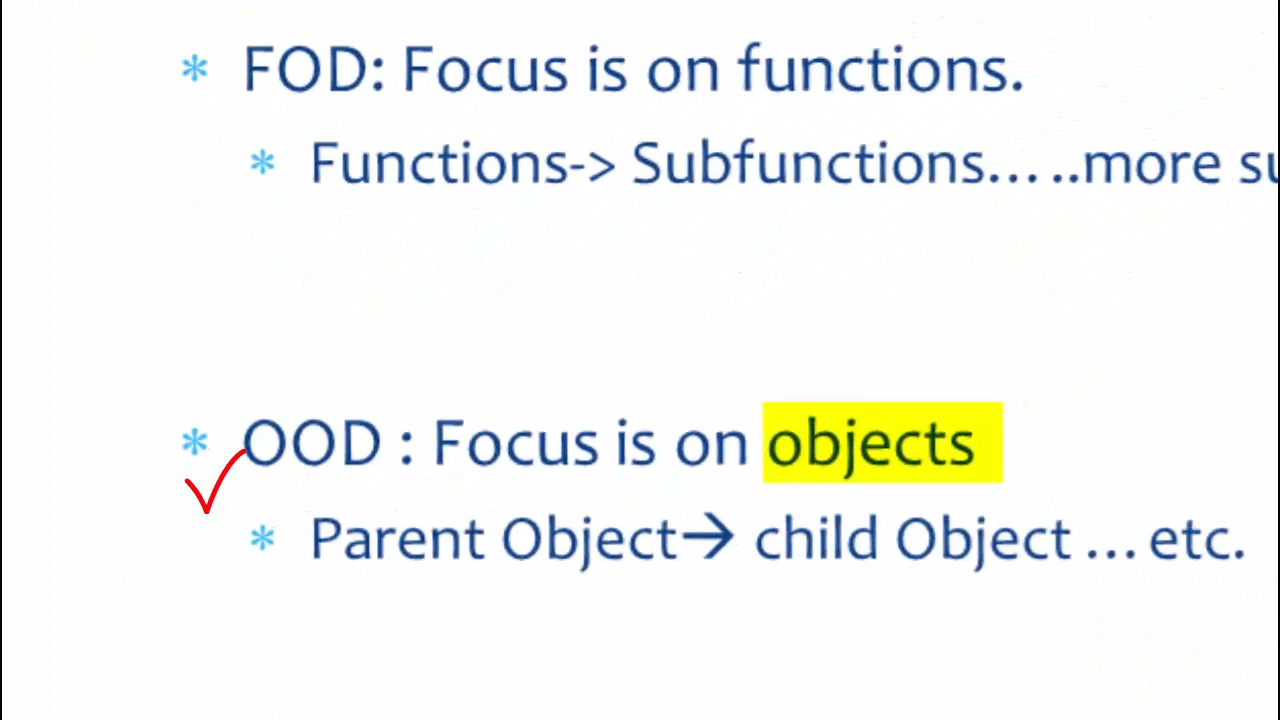 * FOD: Focus is on functions.
* Functions-> Subfunctions.....more
* OOD : Focus is on objects
* Parent Object→ child Object ... etc.